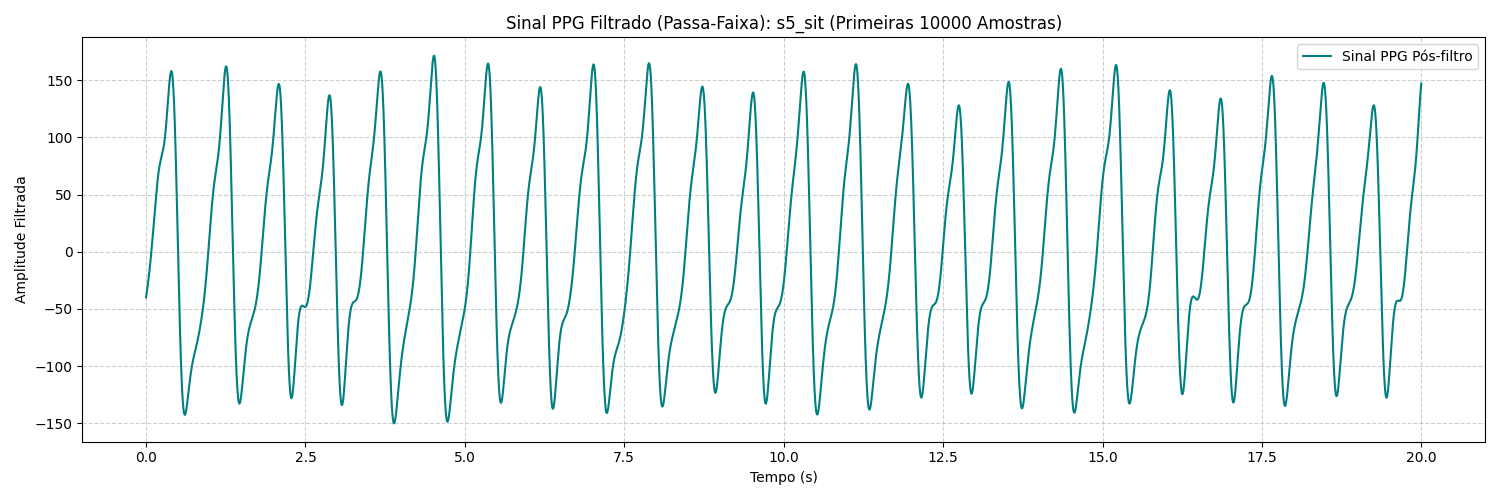 Sinal PPG Filtrado (Passa-Faixa): s5_sit (Primeiras 10000 Amostras)
Sinal PPG Pós-filtro
Amplitude Filtrada
150
100
50
0
−50
−100
−150
0.0 2.5 5.0 7.5 10.0 12.5 15.0 17.5 20.0
Tempo (s)